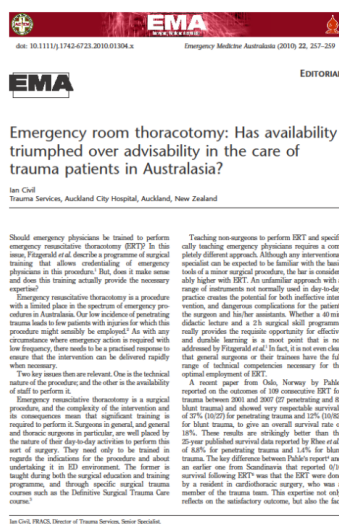 EMA
doi: 10.1111/j.1742-6723.2010.01304.x
Emergency Medicine Australasia (2010) 22, 257–259
EDITORIAL
EMA
Emergency room thoracotomy: Has availability
triumphed over advisability in the care of
trauma patients in Australasia?
Ian Civil
Trauma Services, Auckland City Hospital, Auckland, New Zealand
Should emergency physicians be trained to perform
emergency resuscitative thoracotomy (ERT)? In this
issue, Fitzgerald et al. describe a programme of surgical
training that allows credentialing of emergency
physicians in this procedure.1 But, does it make sense
and does this training actually provide the necessary
expertise?
Emergency resuscitative thoracotomy is a procedure
with a limited place in the spectrum of emergency pro-
cedures in Australasia. Our low incidence of penetrating
trauma leads to few patients with injuries for which this
procedure might sensibly be employed.2 As with any
circumstance where emergency action is required with
low frequency, there needs to be a practised response to
ensure that the intervention can be delivered rapidly
when necessary.
Two key issues then are relevant. One is the technical
nature of the procedure; and the other is the availability
of staff to perform it.
Emergency resuscitative thoracotomy is a surgical
procedure, and the complexity of the intervention and
its consequences mean that significant training is
required to perform it. Surgeons in general, and general
and thoracic surgeons in particular, are well placed by
the nature of their day-to-day activities to perform this
sort of surgery. They need only to be trained in
regards the indications for the procedure and about
undertaking it in ED environment. The former is
taught during both the surgical education and training
programme, and through specific surgical trauma
courses such as the Definitive Surgical Trauma Care
course.3
Teaching non-surgeons to perform ERT and specifi-
cally teaching emergency physicians requires a com-
pletely different approach. Although any interventional
specialist can be expected to be familiar with the basic
tools of a minor surgical procedure, the bar is consider-
ably higher with ERT. An unfamiliar approach with a
range of instruments not normally used in day-to-day
practice creates the potential for both ineffective inter-
vention, and dangerous complications for the patient,
the surgeon and his/her assistants. Whether a 40 min
didactic lecture and a 2½ surgical skill programme
really provides the requisite opportunity for effective
and durable learning is a moot point that is not
addressed by Fitzgerald et al.1 In fact, it is not even clear
that general surgeons or their trainees have the full
range of technical competencies necessary for the
optimal employment of ERT.
A recent paper from Oslo, Norway by Pahle
reported on the outcomes of 109 consecutive ERT for
trauma between 2001 and 2007 (27 penetrating and 82
blunt trauma) and showed very respectable survival
of 37% (10/27) for penetrating trauma and 12% (10/82)
for blunt trauma, to give an overall survival rate of
18%. These results are strikingly better than the
25-year published survival data reported by Rhee et al.
of 8.8% for penetrating trauma and 1.4% for blunt
trauma. The key difference between Pahle's report4 and
an earlier one from Scandinavia that reported 0/10
survival following ERT6 was that the ERT were done
by a resident in cardiothoracic surgery, who was a
member of the trauma team. This expertise not only
reflects on the satisfactory outcome, but also the fact
Ian Civil, FRACS, Director of Trauma Services, Senior Specialist.